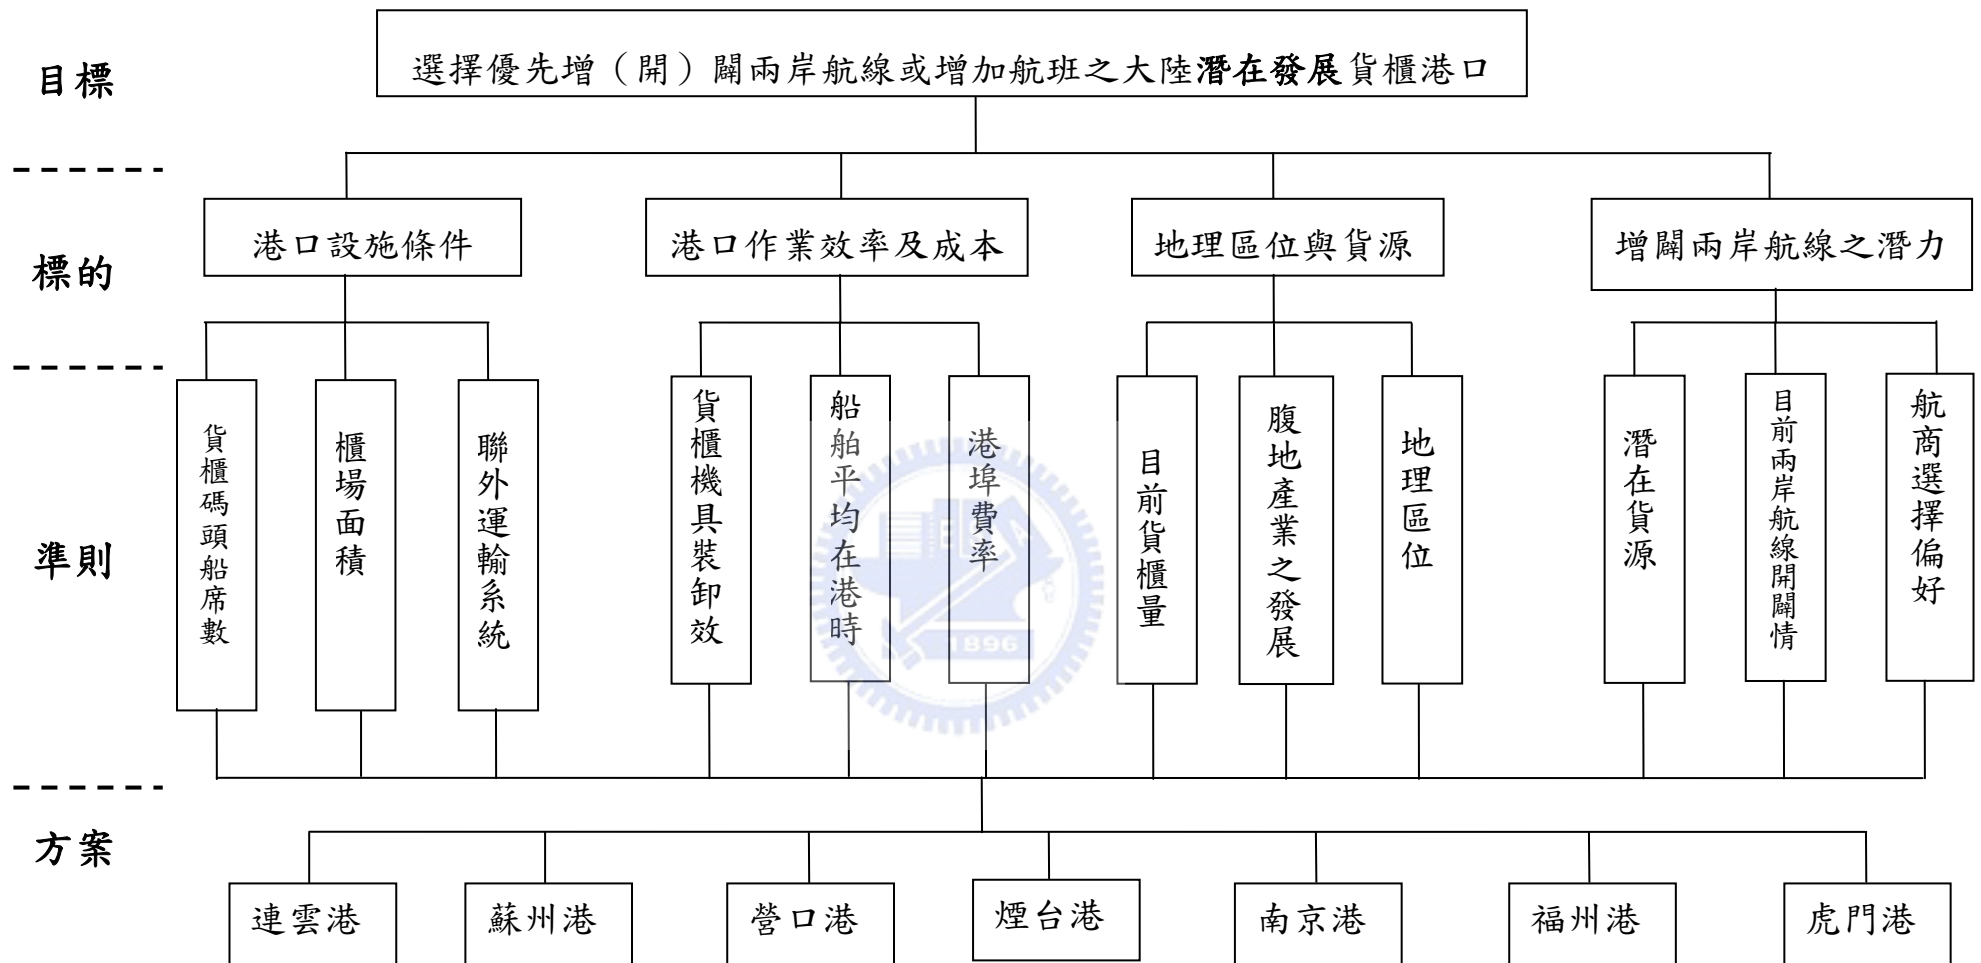 目標
選擇優先增（開）闢兩岸航線或增加航班之大陸潛在發展貨櫃港口
標的
港口設施條件
港口作業效率及成本
地理區位與貨源
增闢兩岸航線之潛力
準則
貨櫃碼頭船席數
櫃場面積
聯外運輸系統
貨櫃機具裝卸效
船舶平均在港時
港埠費率
目前貨櫃量
腹地產業之發展
地理區位
潛在貨源
目前兩岸航線開闢情
航商選擇偏好
1896
方案
連雲港
蘇州港
營口港
煙台港
南京港
福州港
虎門港